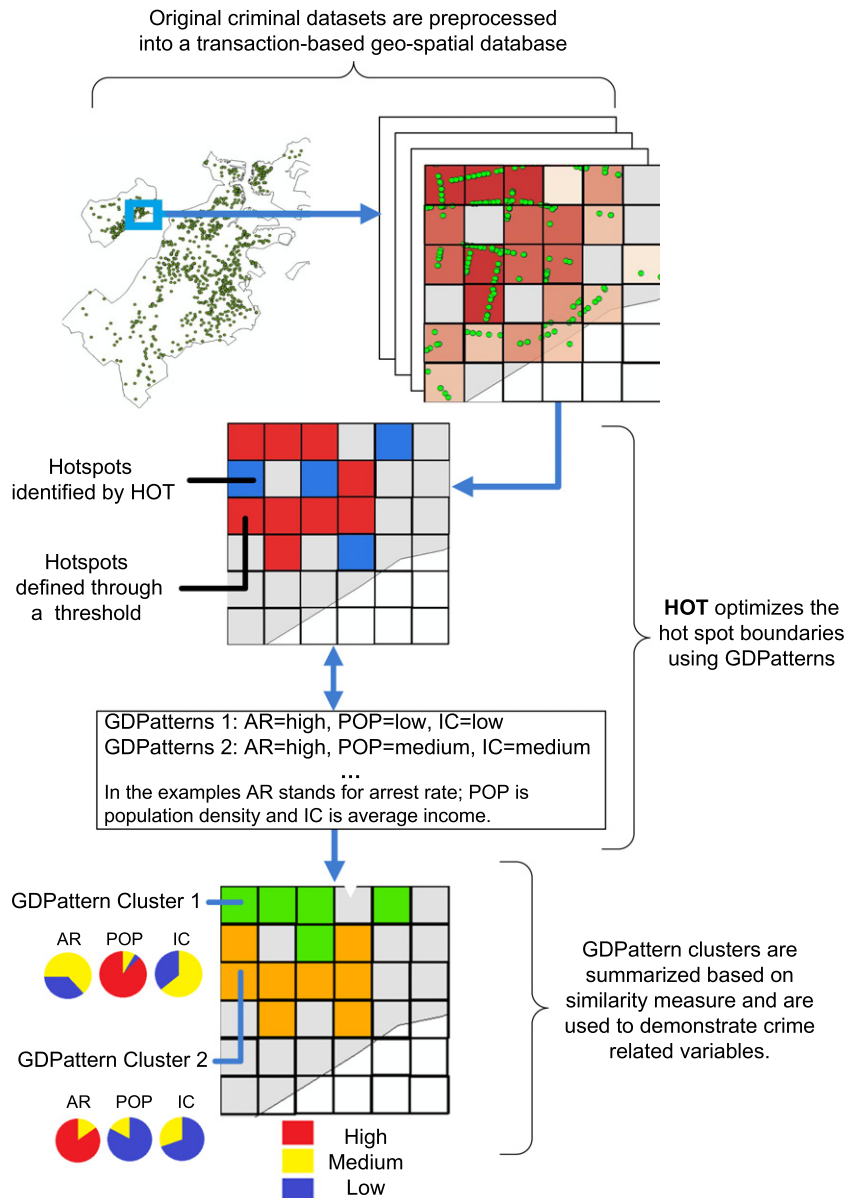 Original criminal datasets are preprocessed
into a transaction-based geo-spatial database
Hotspots
identified by HOT
Hotspots
defined through
a threshold
HOT optimizes the
hot spot boundaries
using GDPatterns
GDPatterns 1: AR=high, POP=low, IC=low
GDPatterns 2: AR=high, POP=medium, IC=medium
...
In the examples AR stands for arrest rate; POP is
population density and IC is average income.
GDPattern Cluster 1
AR POP IC
GDPattern clusters are
summarized based on
similarity measure and are
used to demonstrate crime
related variables.
GDPattern Cluster 2
AR POP IC
High
Medium
Low